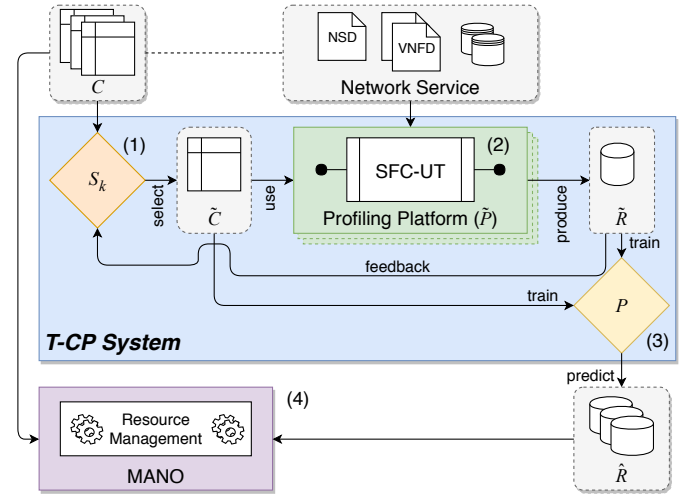 NSD
VNFD
C
Network Service
(1)
(2)
S_k
select
C̃
use
SFC-UT
Profiling Platform (P̃)
produce
R̃
train
feedback
train
P
T-CP System
(3)
predict
(4)
Resource
Management
MANO
R̂